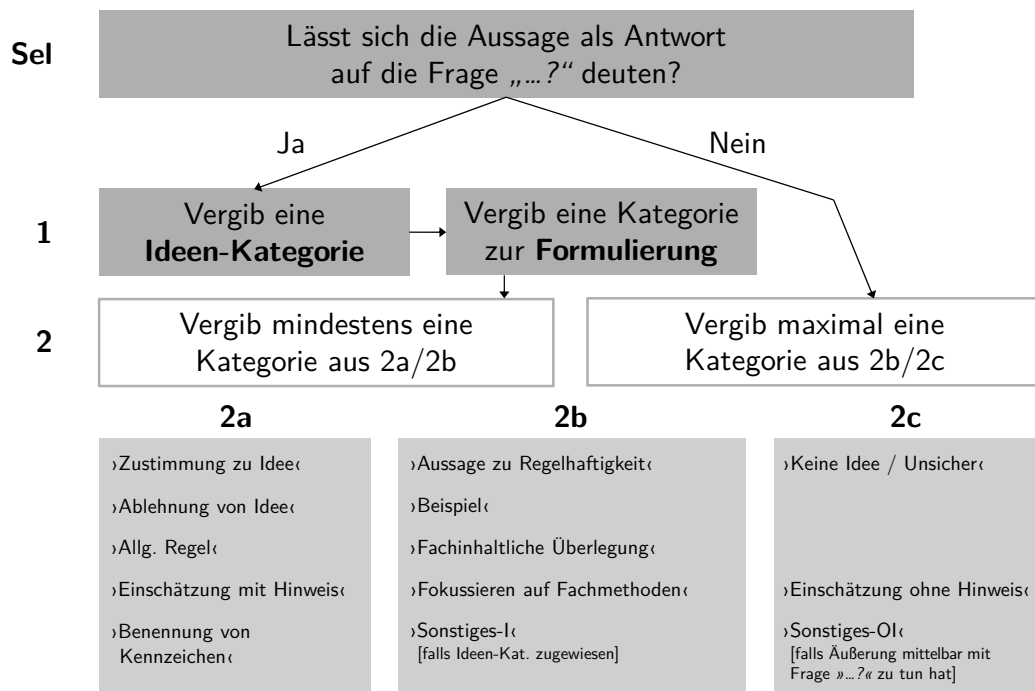 Sel
Lässt sich die Aussage als Antwort
auf die Frage „...?“ deuten?
Ja
Nein
1
Vergib eine
Ideen-Kategorie
Vergib eine Kategorie
zur Formulierung
2
Vergib mindestens eine
Kategorie aus 2a/2b
Vergib maximal eine
Kategorie aus 2b/2c
2a
2b
2c
›Zustimmung zu Idee‹
›Ablehnung von Idee‹
›Allg. Regel‹
›Einschätzung mit Hinweis‹
›Benennung von
Kennzeichen‹
›Aussage zu Regelhaftigkeit‹
›Beispiel‹
›Fachinhaltliche Überlegung‹
›Fokussieren auf Fachmethoden‹
›Sonstiges-I‹
[falls Ideen-Kat. zugewiesen]
›Keine Idee / Unsicher‹
›Einschätzung ohne Hinweis‹
›Sonstiges-OI‹
[falls Äußerung mittelbar mit
Frage »...?« zu tun hat]